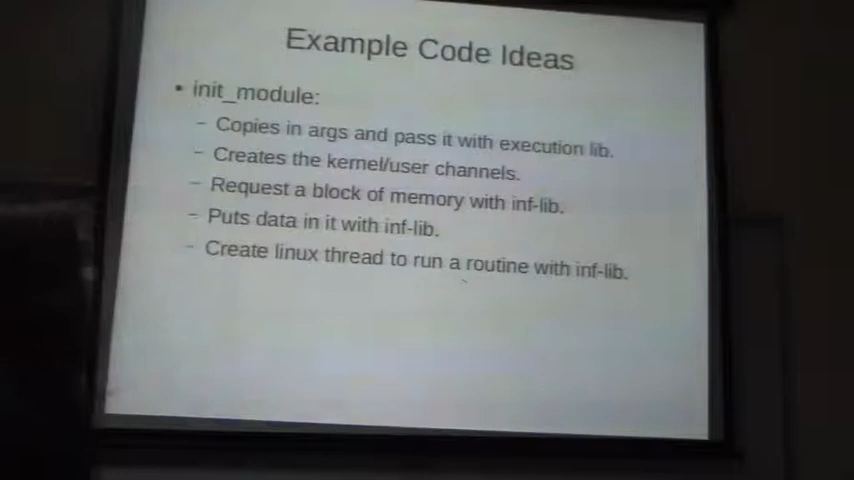 Example Code Ideas
• init_module:
– Copies in args and pass it with execution lib.
– Creates the kernel/user channels.
– Request a block of memory with inf-lib.
– Puts data in it with inf-lib.
– Create linux thread to run a routine with inf-lib.